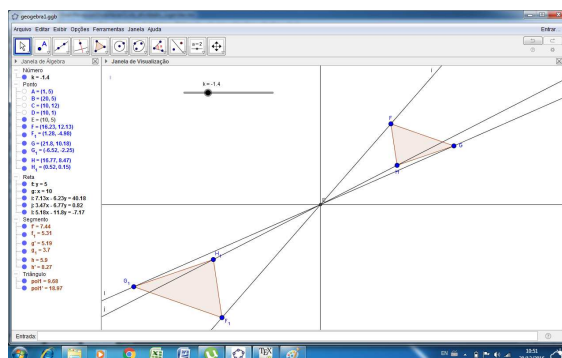 geogebra1.ggb
Arquivo Editar Exibir Opções Ferramentas Janela Ajuda
Entrar...
a=2
Janela de Álgebra
Janela de Visualização
Número
k = -1.4
Ponto
A = (1, 5)
B = (20, 5)
C = (10, 12)
D = (10, 1)
E = (10, 5)
F = (16.23, 12.13)
F1 = (1.28, -4.98)
G = (21.8, 10.18)
G1 = (-6.52, -2.25)
H = (16.77, 8.47)
H1 = (0.52, 0.15)
Reta
f: y = 5
g: x = 10
i: 7.13x - 6.23y = 40.18
j: 3.47x - 6.77y = 0.82
l: 5.18x - 11.8y = -7.17
Segmento
f' = 7.44
f1 = 5.31
g' = 5.19
g1 = 3.7
h = 5.9
h' = 8.27
Triângulo
pol1 = 9.68
pol1' = 18.97
k = -1.4
i
F
G
H
E
H1
G1
F1
l
j
Entrada:
EN
10:51